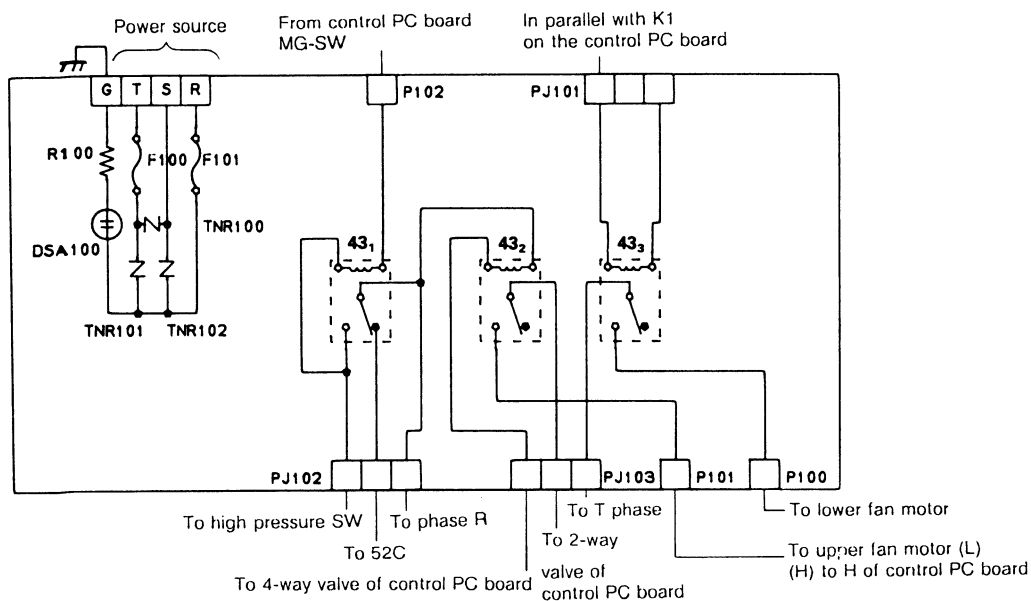 Power source
From control PC board
MG-SW
In parallel with K1
on the control PC board
G T S R
P102
PJ101
R100
F100
F101
DSA100
TNR100
43₁
43₂
43₃
TNR101
TNR102
PJ102
PJ103
P101
P100
To high pressure SW
To phase R
To T phase
To lower fan motor
To 52C
To 2-way
valve of
control PC board
To upper fan motor (L)
(H) to H of control PC board
To 4-way valve of control PC board